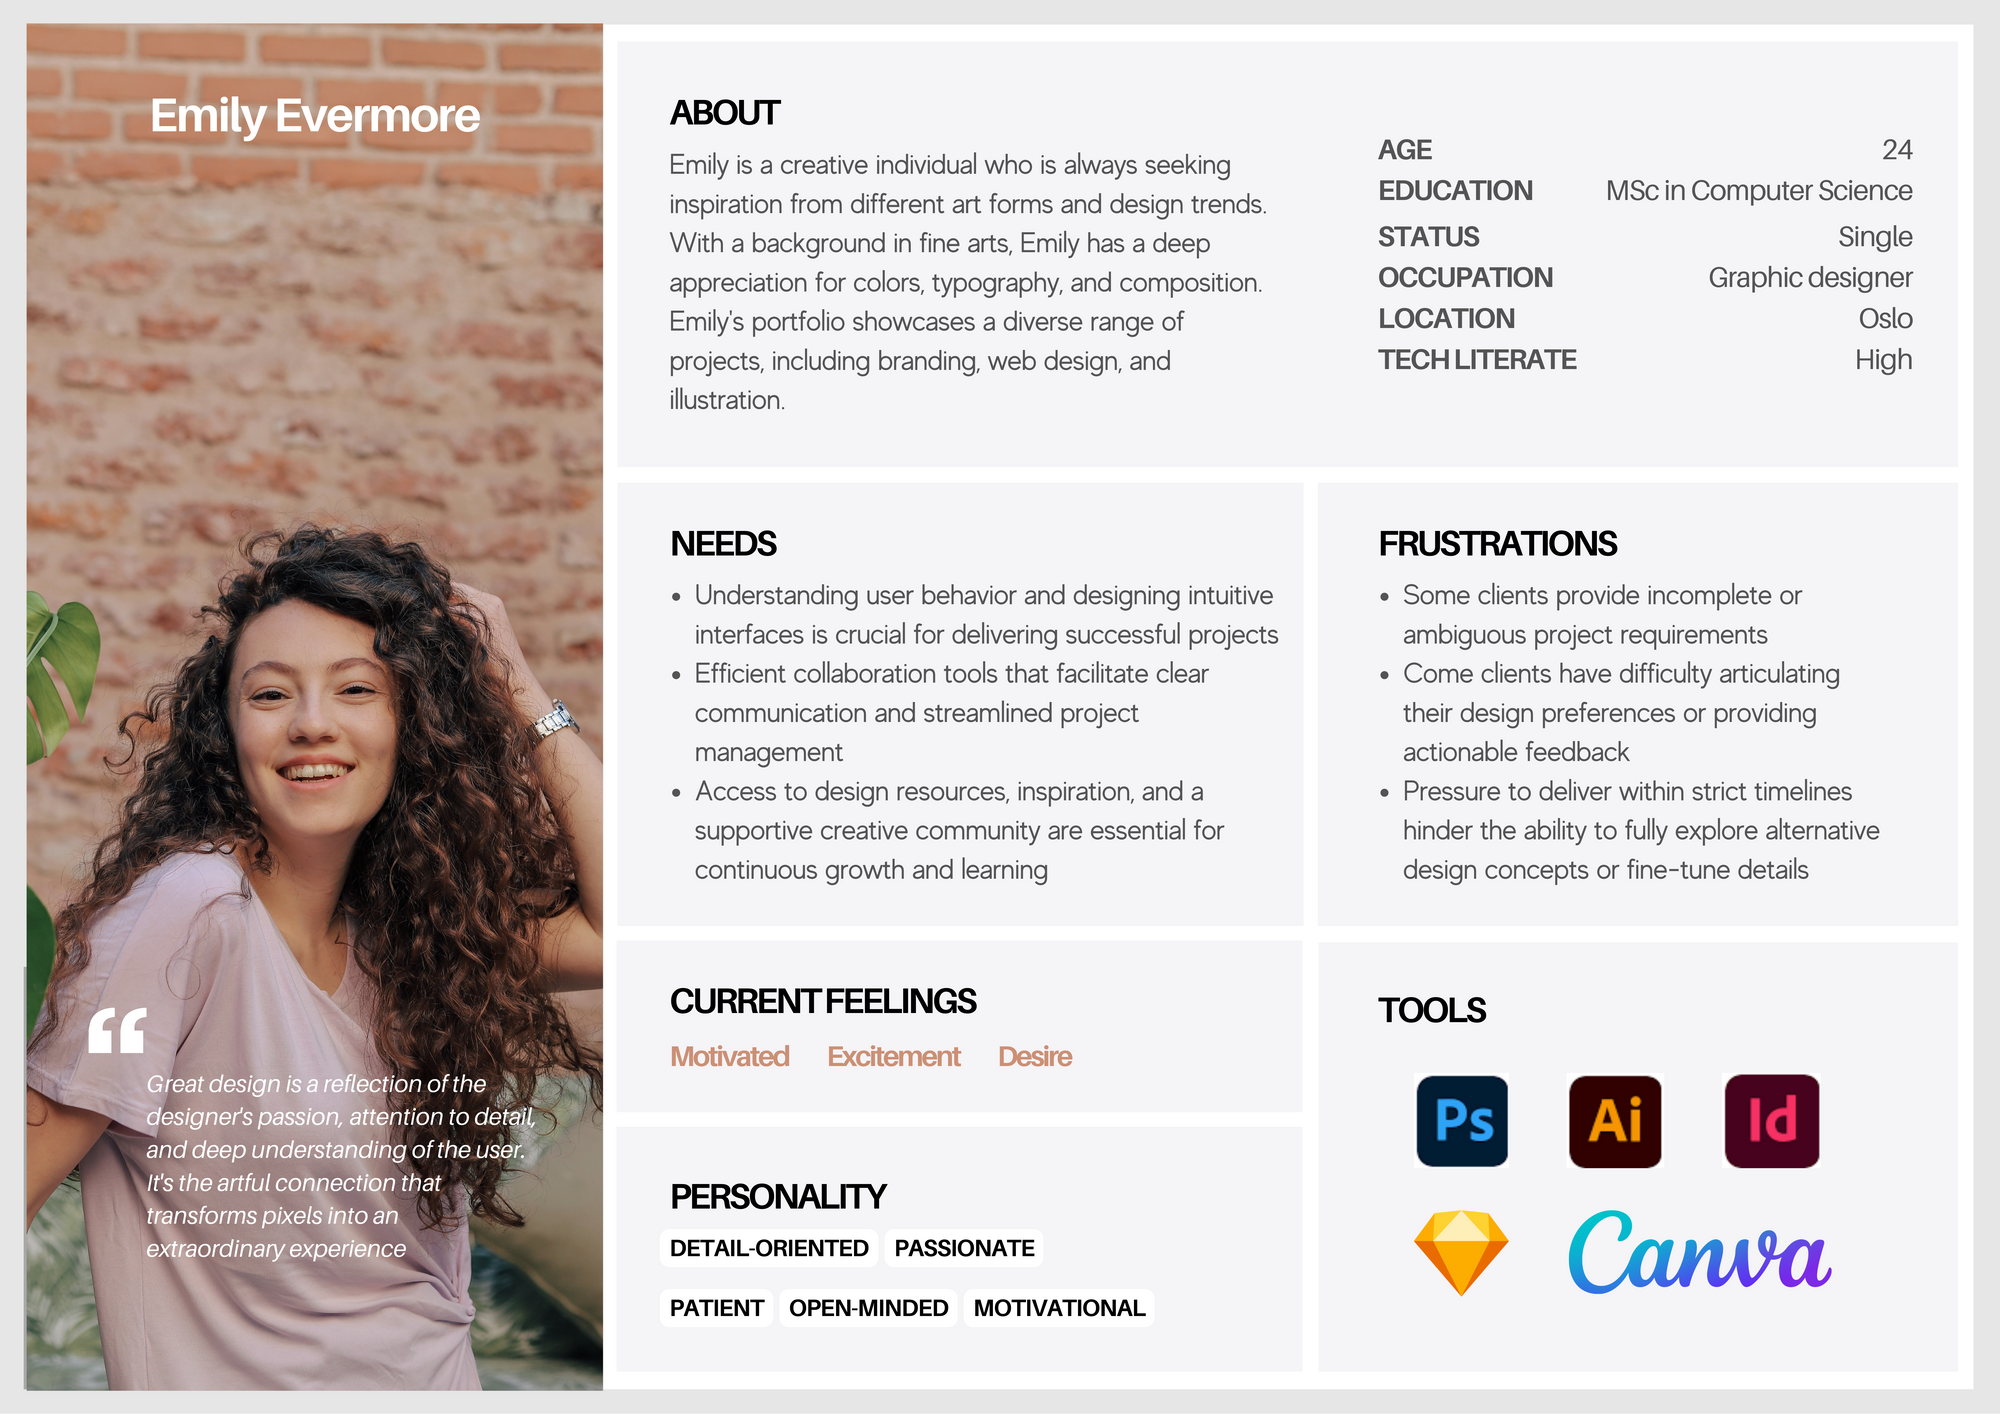 Emily Evermore
“
Great design is a reflection of the
designer's passion, attention to detail,
and deep understanding of the user.
It's the artful connection that
transforms pixels into an
extraordinary experience
ABOUT
Emily is a creative individual who is always seeking
inspiration from different art forms and design trends.
With a background in fine arts, Emily has a deep
appreciation for colors, typography, and composition.
Emily's portfolio showcases a diverse range of
projects, including branding, web design, and
illustration.
AGE 24
EDUCATION MSc in Computer Science
STATUS Single
OCCUPATION Graphic designer
LOCATION Oslo
TECH LITERATE High
NEEDS
• Understanding user behavior and designing intuitive
interfaces is crucial for delivering successful projects
• Efficient collaboration tools that facilitate clear
communication and streamlined project
management
• Access to design resources, inspiration, and a
supportive creative community are essential for
continuous growth and learning
FRUSTRATIONS
• Some clients provide incomplete or
ambiguous project requirements
• Come clients have difficulty articulating
their design preferences or providing
actionable feedback
• Pressure to deliver within strict timelines
hinder the ability to fully explore alternative
design concepts or fine-tune details
CURRENT FEELINGS
Motivated Excitement Desire
PERSONALITY
DETAIL-ORIENTED PASSIONATE
PATIENT OPEN-MINDED MOTIVATIONAL
TOOLS
Ps Ai Id
Canva